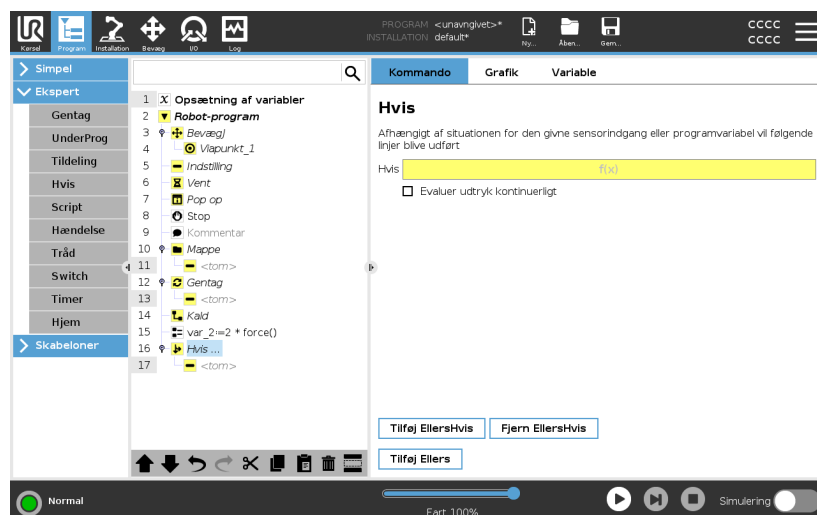 PROGRAM <unavngivet>*
INSTALLATION default*
Kørsel Program Installation Bevæg I/O Log
Ny... Åben... Gem...
CCCC
CCCC
Simpel
Ekspert
Gentag
UnderProg
Tildeling
Hvis
Script
Hændelse
Tråd
Switch
Timer
Hjem
Skabeloner
1 X Opsætning af variabler
2 Robot-program
3 BevægJ
4 Viapunkt_1
5 Indstilling
6 Vent
7 Pop op
8 Stop
9 Kommentar
10 Mappe
11 <tom>
12 Gentag
13 <tom>
14 Kald
15 var_2:=2 * force()
16 Hvis ...
17 <tom>
Kommando Grafik Variable
Hvis
Afhængigt af situationen for den givne sensorindgang eller programvariabel vil følgende
linjer blive udført
Hvis f(x)
Evaluer udtryk kontinuerligt
Tilføj EllersHvis Fjern EllersHvis
Tilføj Ellers
Normal
Fart 100%
Simulering